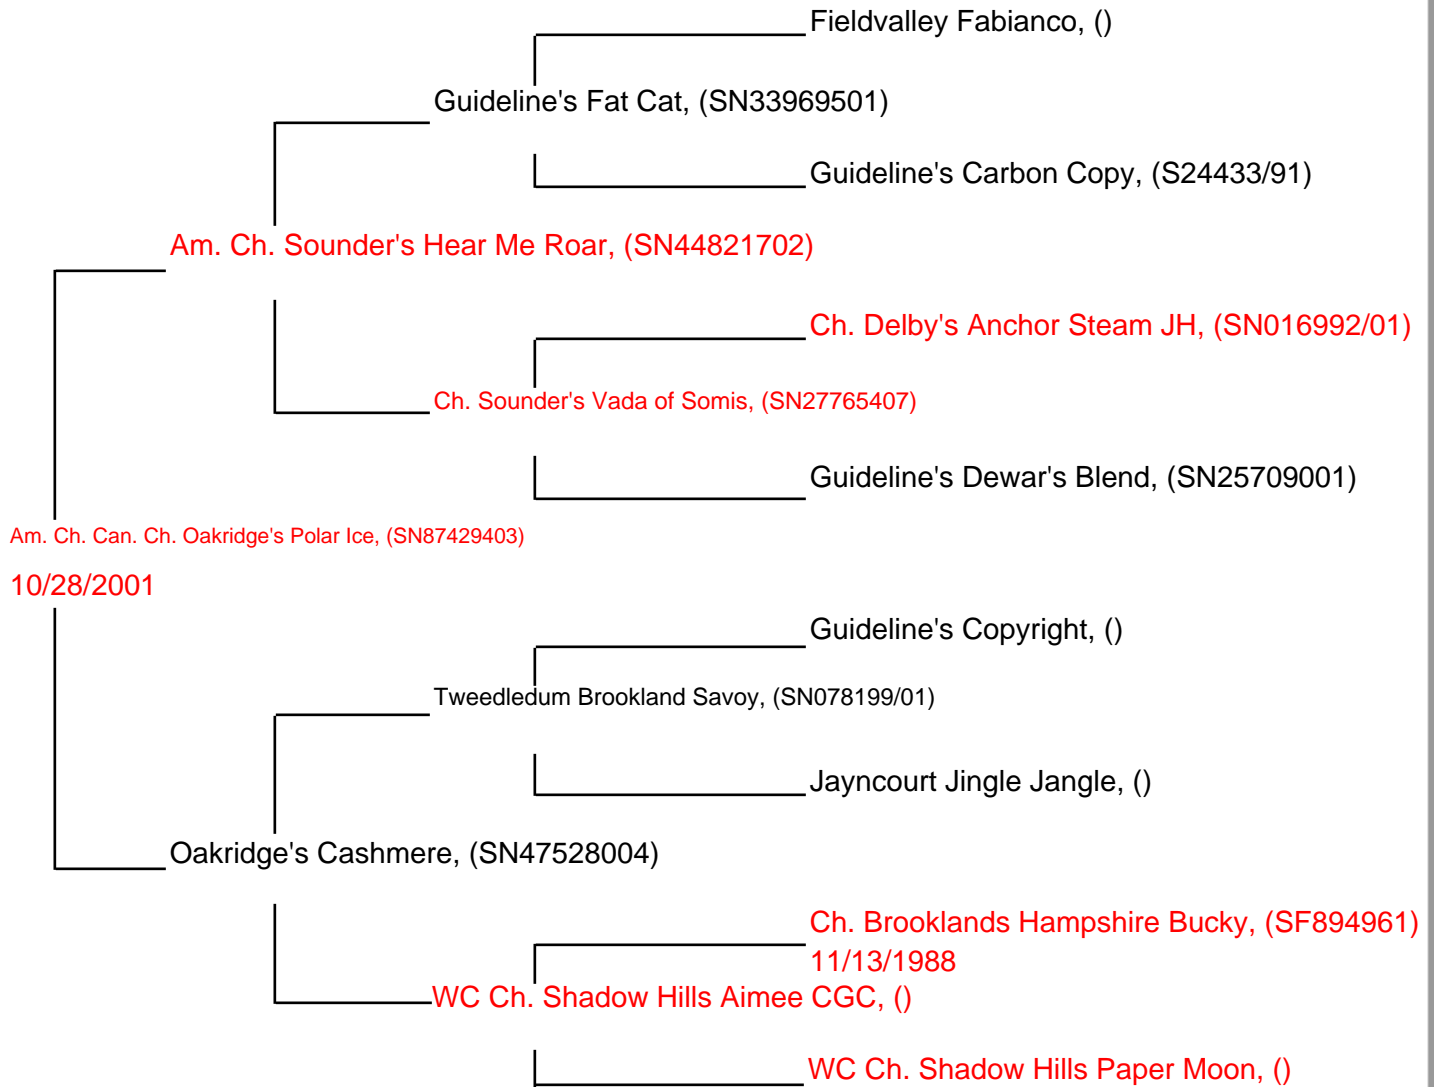 Fieldvalley Fabianco, ()
Guideline's Fat Cat, (SN33969501)
Guideline's Carbon Copy, (S24433/91)
Am. Ch. Sounder's Hear Me Roar, (SN44821702)
Ch. Delby's Anchor Steam JH, (SN016992/01)
Ch. Sounder's Vada of Somis, (SN27765407)
Guideline's Dewar's Blend, (SN25709001)
Am. Ch. Can. Ch. Oakridge's Polar Ice, (SN87429403)
10/28/2001
Guideline's Copyright, ()
Tweedledum Brookland Savoy, (SN078199/01)
Jayncourt Jingle Jangle, ()
Oakridge's Cashmere, (SN47528004)
Ch. Brooklands Hampshire Bucky, (SF894961)
11/13/1988
WC Ch. Shadow Hills Aimee CGC, ()
WC Ch. Shadow Hills Paper Moon, ()